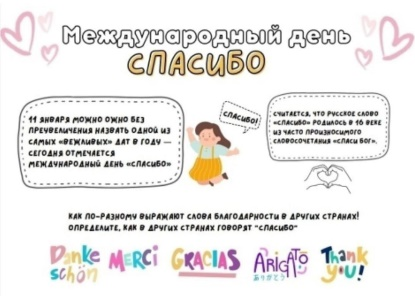 Международный день
СПАСИБО
11 ЯНВАРЯ МОЖНО ОЖНО БЕЗ
ПРЕУВЕЛИЧЕНИЯ НАЗВАТЬ ОДНОЙ ИЗ
САМЫХ «ВЕЖЛИВЫХ» ДАТ В ГОДУ —
СЕГОДНЯ ОТМЕЧАЕТСЯ
МЕЖДУНАРОДНЫЙ ДЕНЬ «СПАСИБО»
СПАСИБО!
СЧИТАЕТСЯ, ЧТО РУССКОЕ СЛОВО
«СПАСИБО» РОДИЛОСЬ В 16 ВЕКЕ
ИЗ ЧАСТО ПРОИЗНОСИМОГО
СЛОВОСОЧЕТАНИЯ «СПАСИ БОГ».
КАК ПО-РАЗНОМУ ВЫРАЖАЮТ СЛОВА БЛАГОДАРНОСТИ В ДРУГИХ СТРАНАХ!
ОПРЕДЕЛИТЕ, КАК В ДРУГИХ СТРАНАХ ГОВОРЯТ "СПАСИБО"
Danke
schön
MERCI
GRACIAS
ARIGATO
ありがとう
Thank
you!